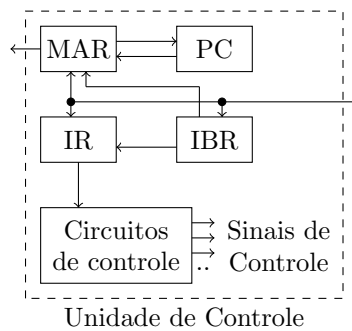 MAR PC
IR IBR
Circuitos
de controle
..
Sinais de
Controle
Unidade de Controle